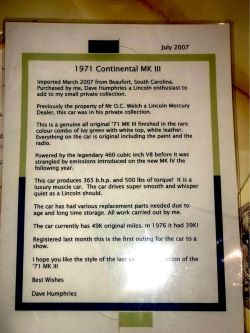 July 2007
1971 Continental MK III
Imported March 2007 from Beaufort, South Carolina.
Purchased by me, Dave Humphries a Lincoln enthusiast to
add to my small private collection.
Previously the property of Mr O.C. Welch a Lincoln Mercury
Dealer, this car was in his private collection.
This is a genuine all original '71 MK III finished in the rare
colour combo of ivy green with white top, white leather.
Everything on the car is original including the paint and the
radio.
Powered by the legendary 460 cubic inch V8 before it was
strangled by emissions introduced on the new MK IV the
following year.
This car produces 365 b.h.p. and 500 lbs of torque! It is a
luxury muscle car. The car drives super smooth and whisper
quiet as a Lincoln should.
The car has had various replacement parts needed due to
age and long time storage. All work carried out by me.
The car currently has 49K original miles. In 1976 it had 39K!
Registered last month this is the first outing for the car to a
show.
I hope you like the style of the last ction of the
'71 MK III
Best Wishes
Dave Humphries